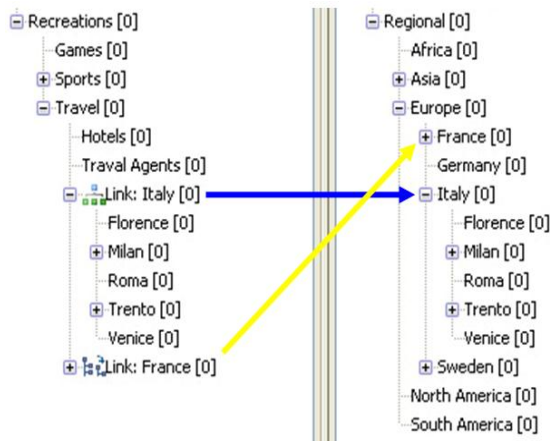 Recreations [0]
Games [0]
Sports [0]
Travel [0]
Hotels [0]
Traval Agents [0]
Link: Italy [0]
Florence [0]
Milan [0]
Roma [0]
Trento [0]
Venice [0]
Link: France [0]
Regional [0]
Africa [0]
Asia [0]
Europe [0]
France [0]
Germany [0]
Italy [0]
Florence [0]
Milan [0]
Roma [0]
Trento [0]
Venice [0]
Sweden [0]
North America [0]
South America [0]